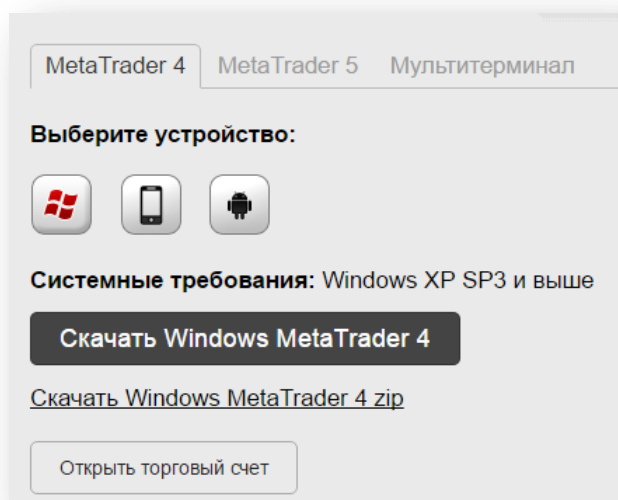 MetaTrader 4 MetaTrader 5 Мультитерминал
Выберите устройство:
Системные требования: Windows XP SP3 и выше
Скачать Windows MetaTrader 4
Скачать Windows MetaTrader 4 zip
Открыть торговый счет